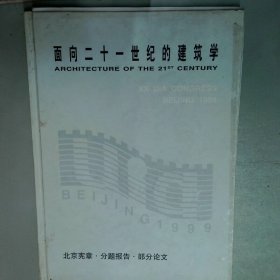 面向二十一世纪的建筑学
ARCHITECTURE OF THE 21ST CENTURY
XX UIA CONGRESS
BEIJING 1999
BEIJING 1999
北京宪章·分题报告·部分论文